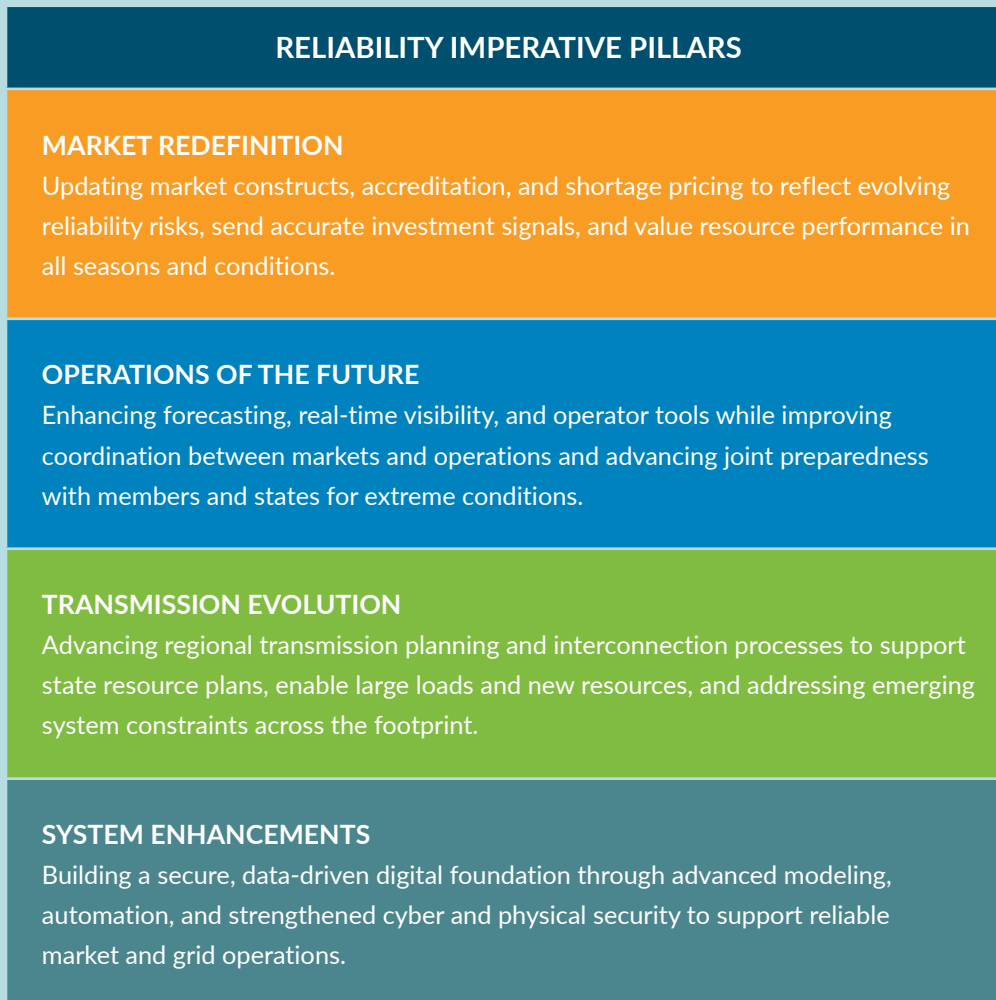 RELIABILITY IMPERATIVE PILLARS
MARKET REDEFINITION
Updating market constructs, accreditation, and shortage pricing to reflect evolving
reliability risks, send accurate investment signals, and value resource performance in
all seasons and conditions.
OPERATIONS OF THE FUTURE
Enhancing forecasting, real-time visibility, and operator tools while improving
coordination between markets and operations and advancing joint preparedness
with members and states for extreme conditions.
TRANSMISSION EVOLUTION
Advancing regional transmission planning and interconnection processes to support
state resource plans, enable large loads and new resources, and addressing emerging
system constraints across the footprint.
SYSTEM ENHANCEMENTS
Building a secure, data-driven digital foundation through advanced modeling,
automation, and strengthened cyber and physical security to support reliable
market and grid operations.